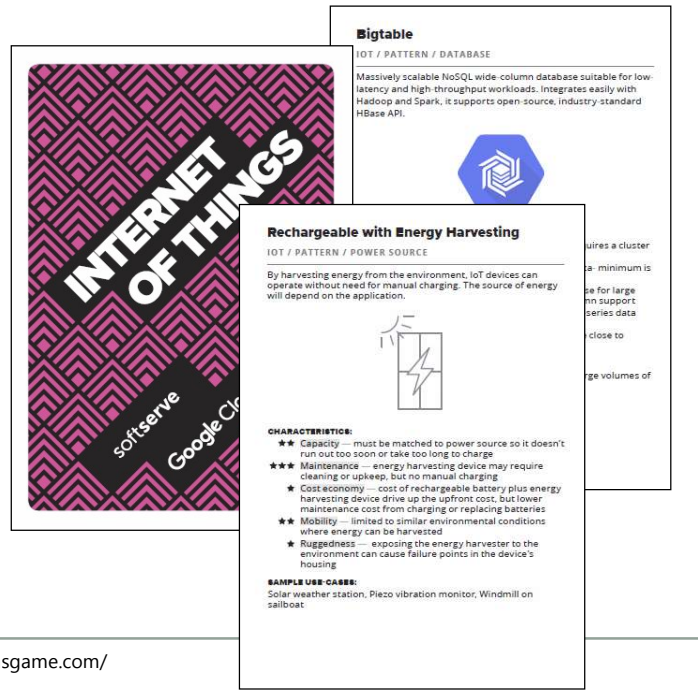 INTERNET
OF THINGS
softserve
Google
Bigtable
IOT / PATTERN / DATABASE
Massively scalable NoSQL wide-column database suitable for low-
latency and high-throughput workloads. Integrates easily with
Hadoop and Spark, it supports open-source, industry-standard
HBase API.
a cluster
minimum is
for large
support
series data
close to
volumes of
Rechargeable with Energy Harvesting
IOT / PATTERN / POWER SOURCE
By harvesting energy from the environment, IoT devices can
operate without need for manual charging. The source of energy
will depend on the application.
CHARACTERISTICS:
★★ Capacity — must be matched to power source so it doesn't
run out too soon or take too long to charge
★★★ Maintenance — energy harvesting device may require
cleaning or upkeep, but no manual charging
★ Cost economy — cost of rechargeable battery plus energy
harvesting device drive up the upfront cost, but lower
maintenance cost from charging or replacing batteries
★★ Mobility — limited to similar environmental conditions
where energy can be harvested
★ Ruggedness — exposing the energy harvester to the
environment can cause failure points in the device's
housing
SAMPLE USE-CASES:
Solar weather station, Piezo vibration monitor, Windmill on
sailboat
sgame.com/